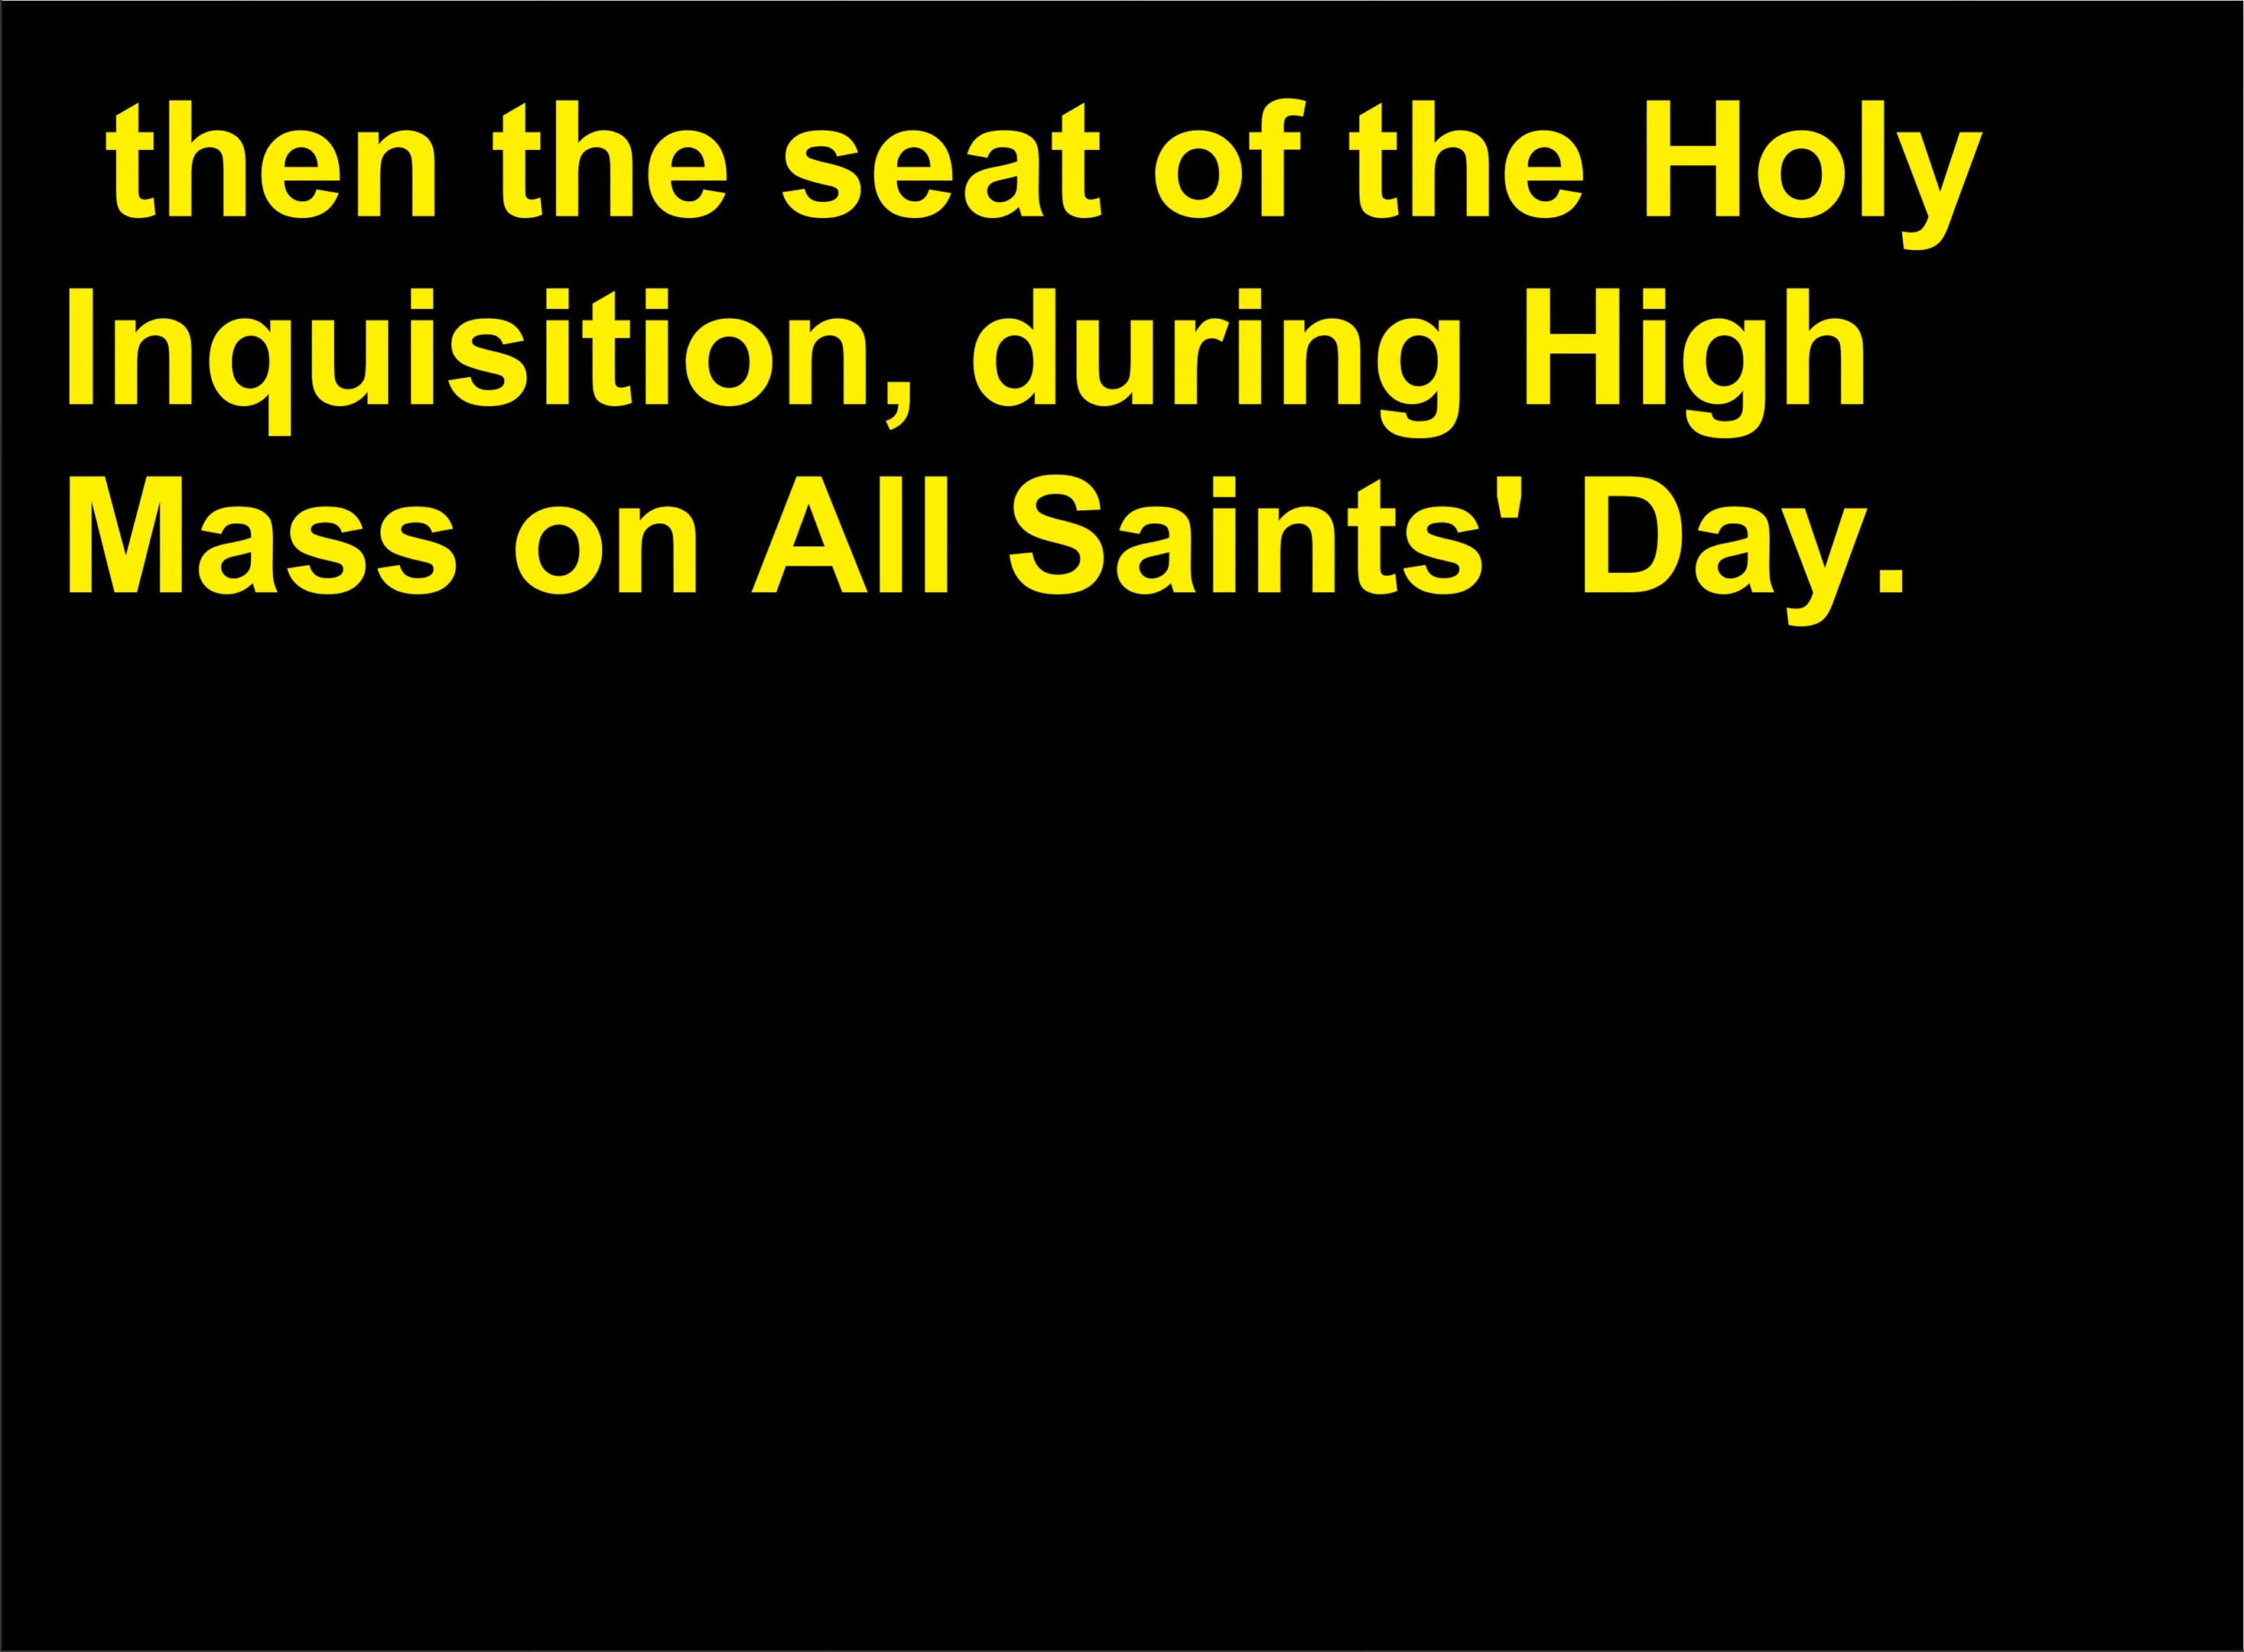 then the seat of the Holy
Inquisition, during High
Mass on All Saints' Day.